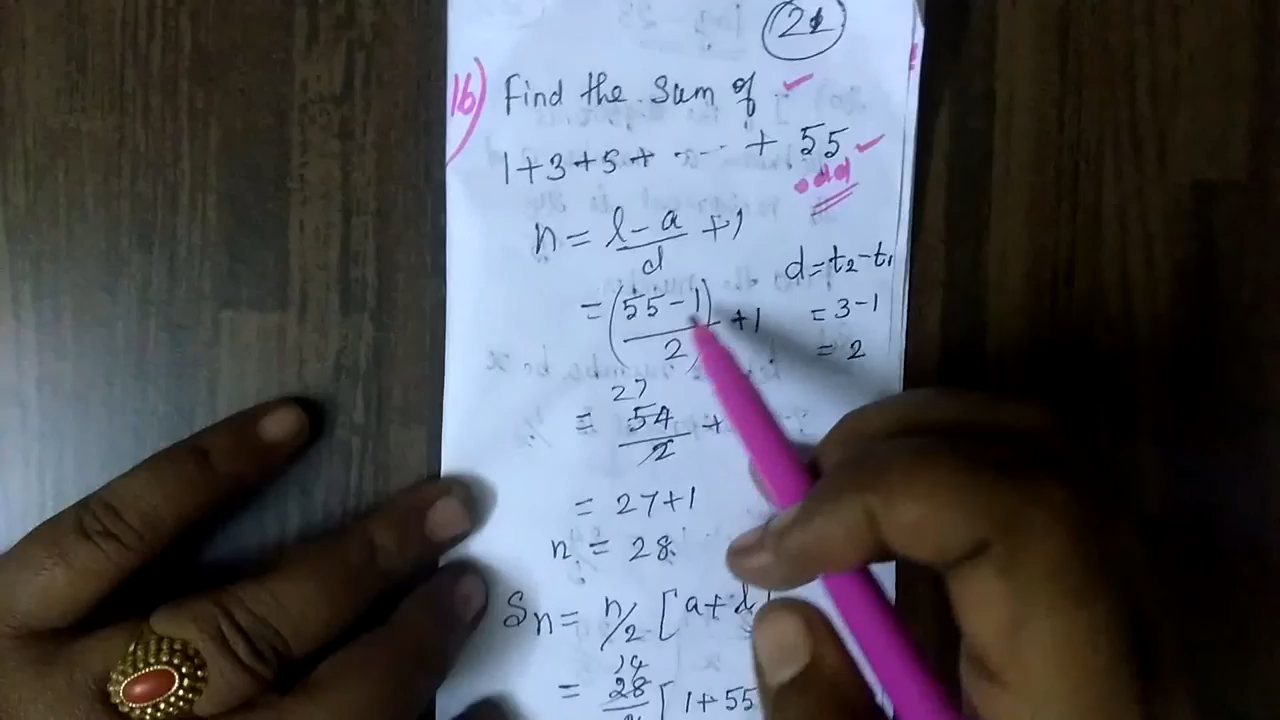 21
16) Find the Sum of
1+3+5+ ..... + 55
odd
n = l-a/d +1
d = t2-t1
= (55-1/2) +1
= 3-1
= 2
27
= 54/2 +
= 27+1
n = 28
Sn = n/2 [a+
14
= 28/2 [1+55